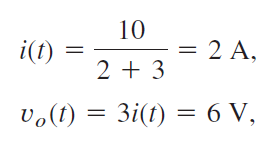 i(t) = 10 / (2 + 3) = 2 A,
v_o(t) = 3i(t) = 6 V,